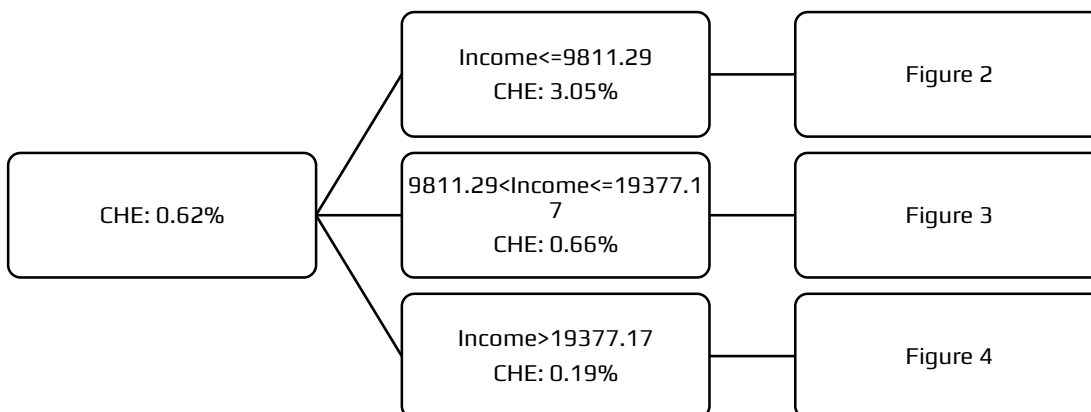 Income<=9811.29
CHE: 3.05%
Figure 2
CHE: 0.62%
9811.29<Income<=19377.1
7
CHE: 0.66%
Figure 3
Income>19377.17
CHE: 0.19%
Figure 4